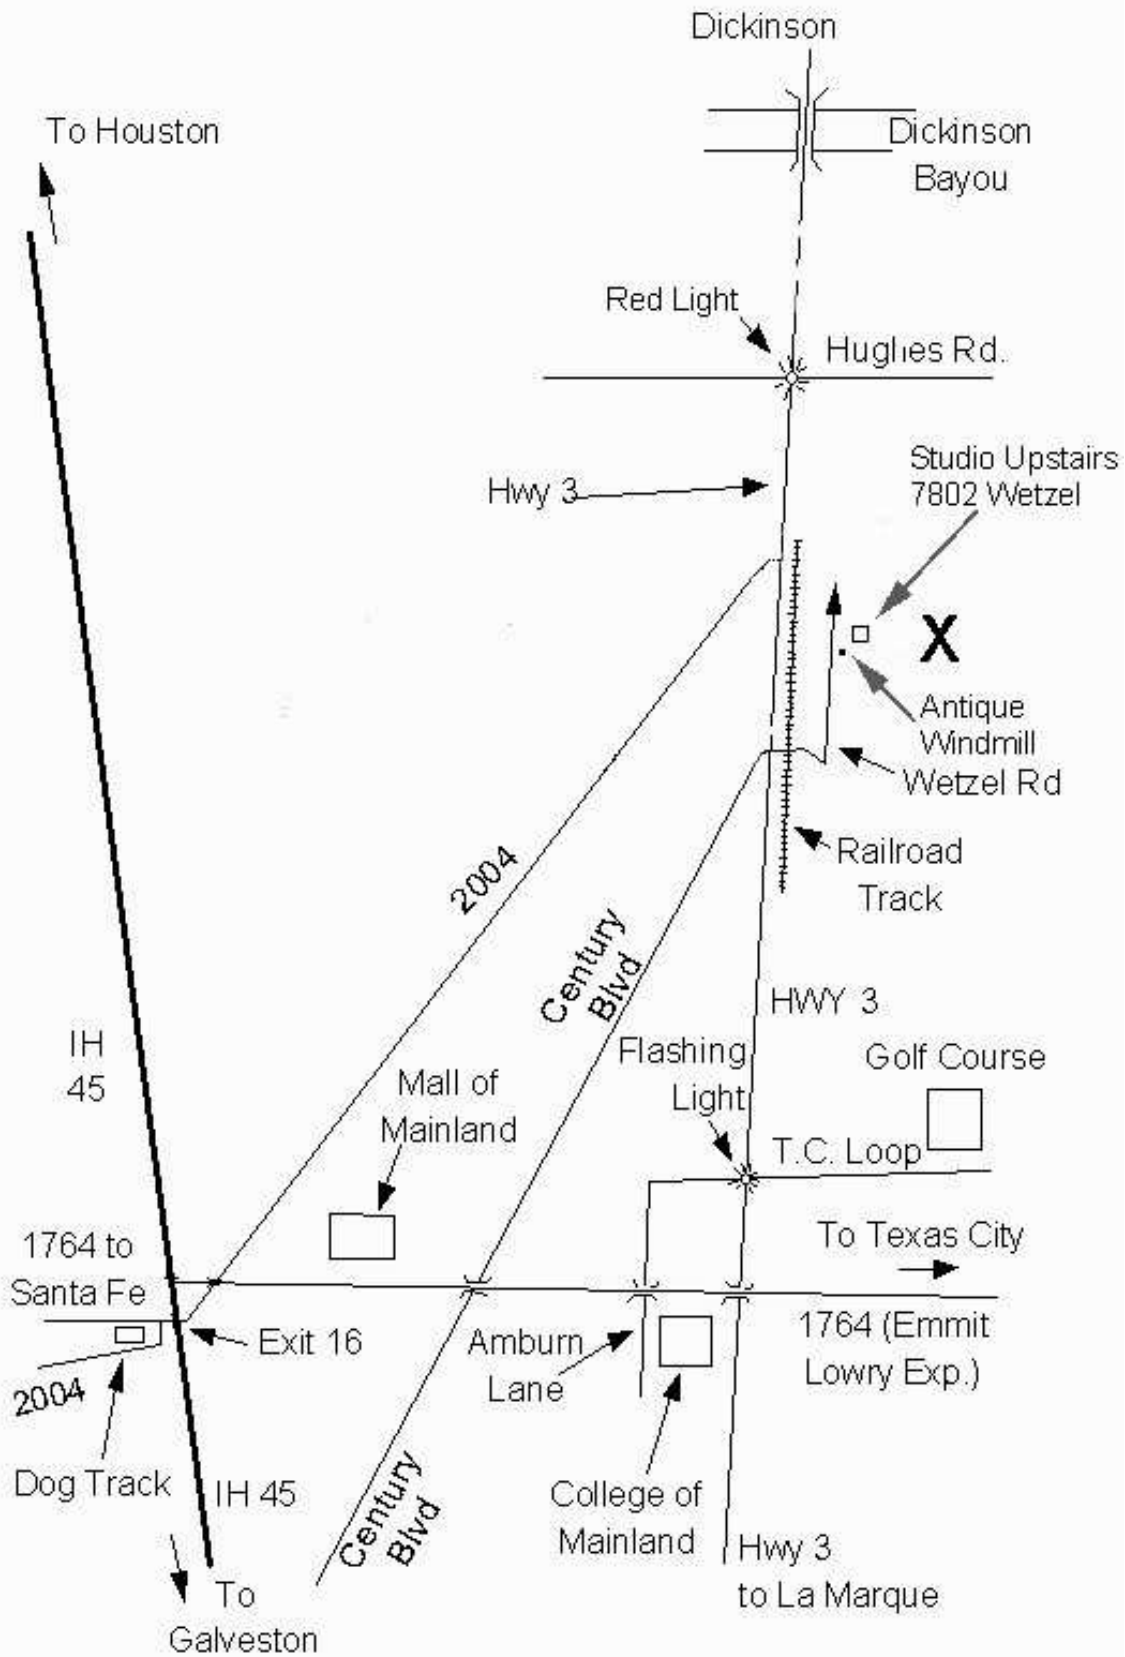 Dickinson
To Houston
Dickinson
Bayou
Red Light
Hughes Rd.
Studio Upstairs
7802 Wetzel
Hwy 3
X
Antique
Windmill
Wetzel Rd
Railroad
Track
2004
Century
Blvd
HWY 3
IH
45
Flashing
Light
Golf Course
Mall of
Mainland
T.C. Loop
1764 to
Santa Fe
To Texas City
Exit 16
Amburn
Lane
1764 (Emmit
Lowry Exp.)
2004
Dog Track
IH 45
Century
Blvd
College of
Mainland
Hwy 3
to La Marque
To
Galveston